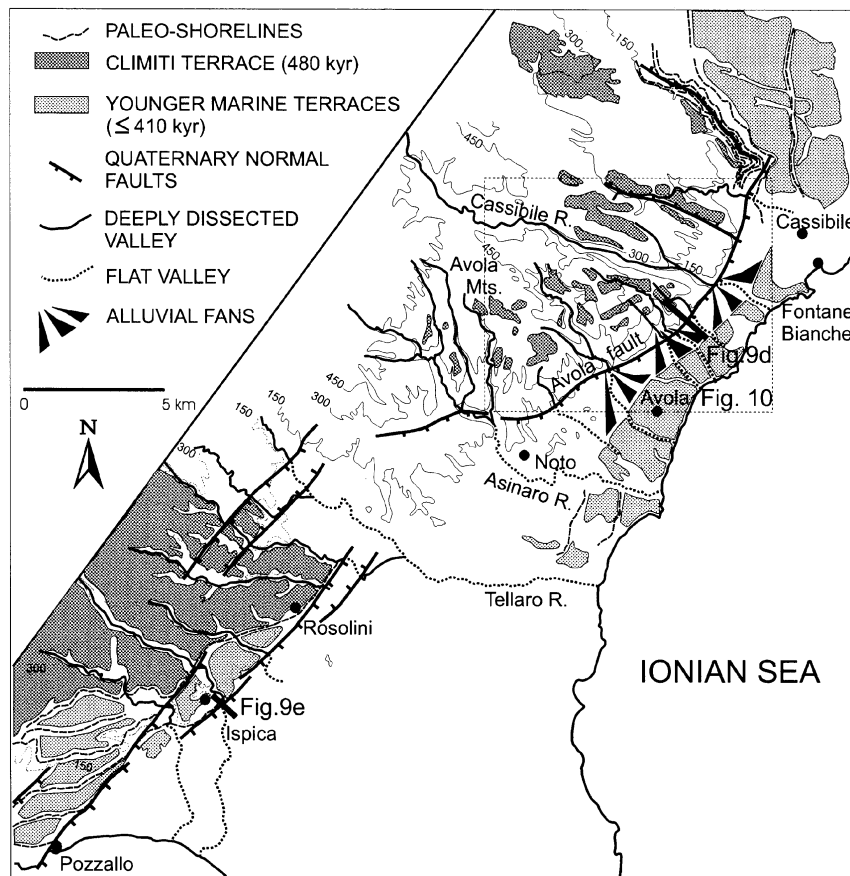 PALEO-SHORELINES
CLIMITI TERRACE (480 kyr)
YOUNGER MARINE TERRACES
(≤ 410 kyr)
QUATERNARY NORMAL
FAULTS
DEEPLY DISSECTED
VALLEY
FLAT VALLEY
ALLUVIAL FANS
0 5 km
N
300
150
450
Cassibile R.
Cassibile
300
150
450
Avola
Mts.
Fontane
Bianche
Avola fault
Fig.9d
Avola
Fig. 10
450
300
150
150
300
Noto
Asinaro R.
Tellaro R.
Rosolini
IONIAN SEA
300
Fig.9e
Ispica
150
Pozzallo